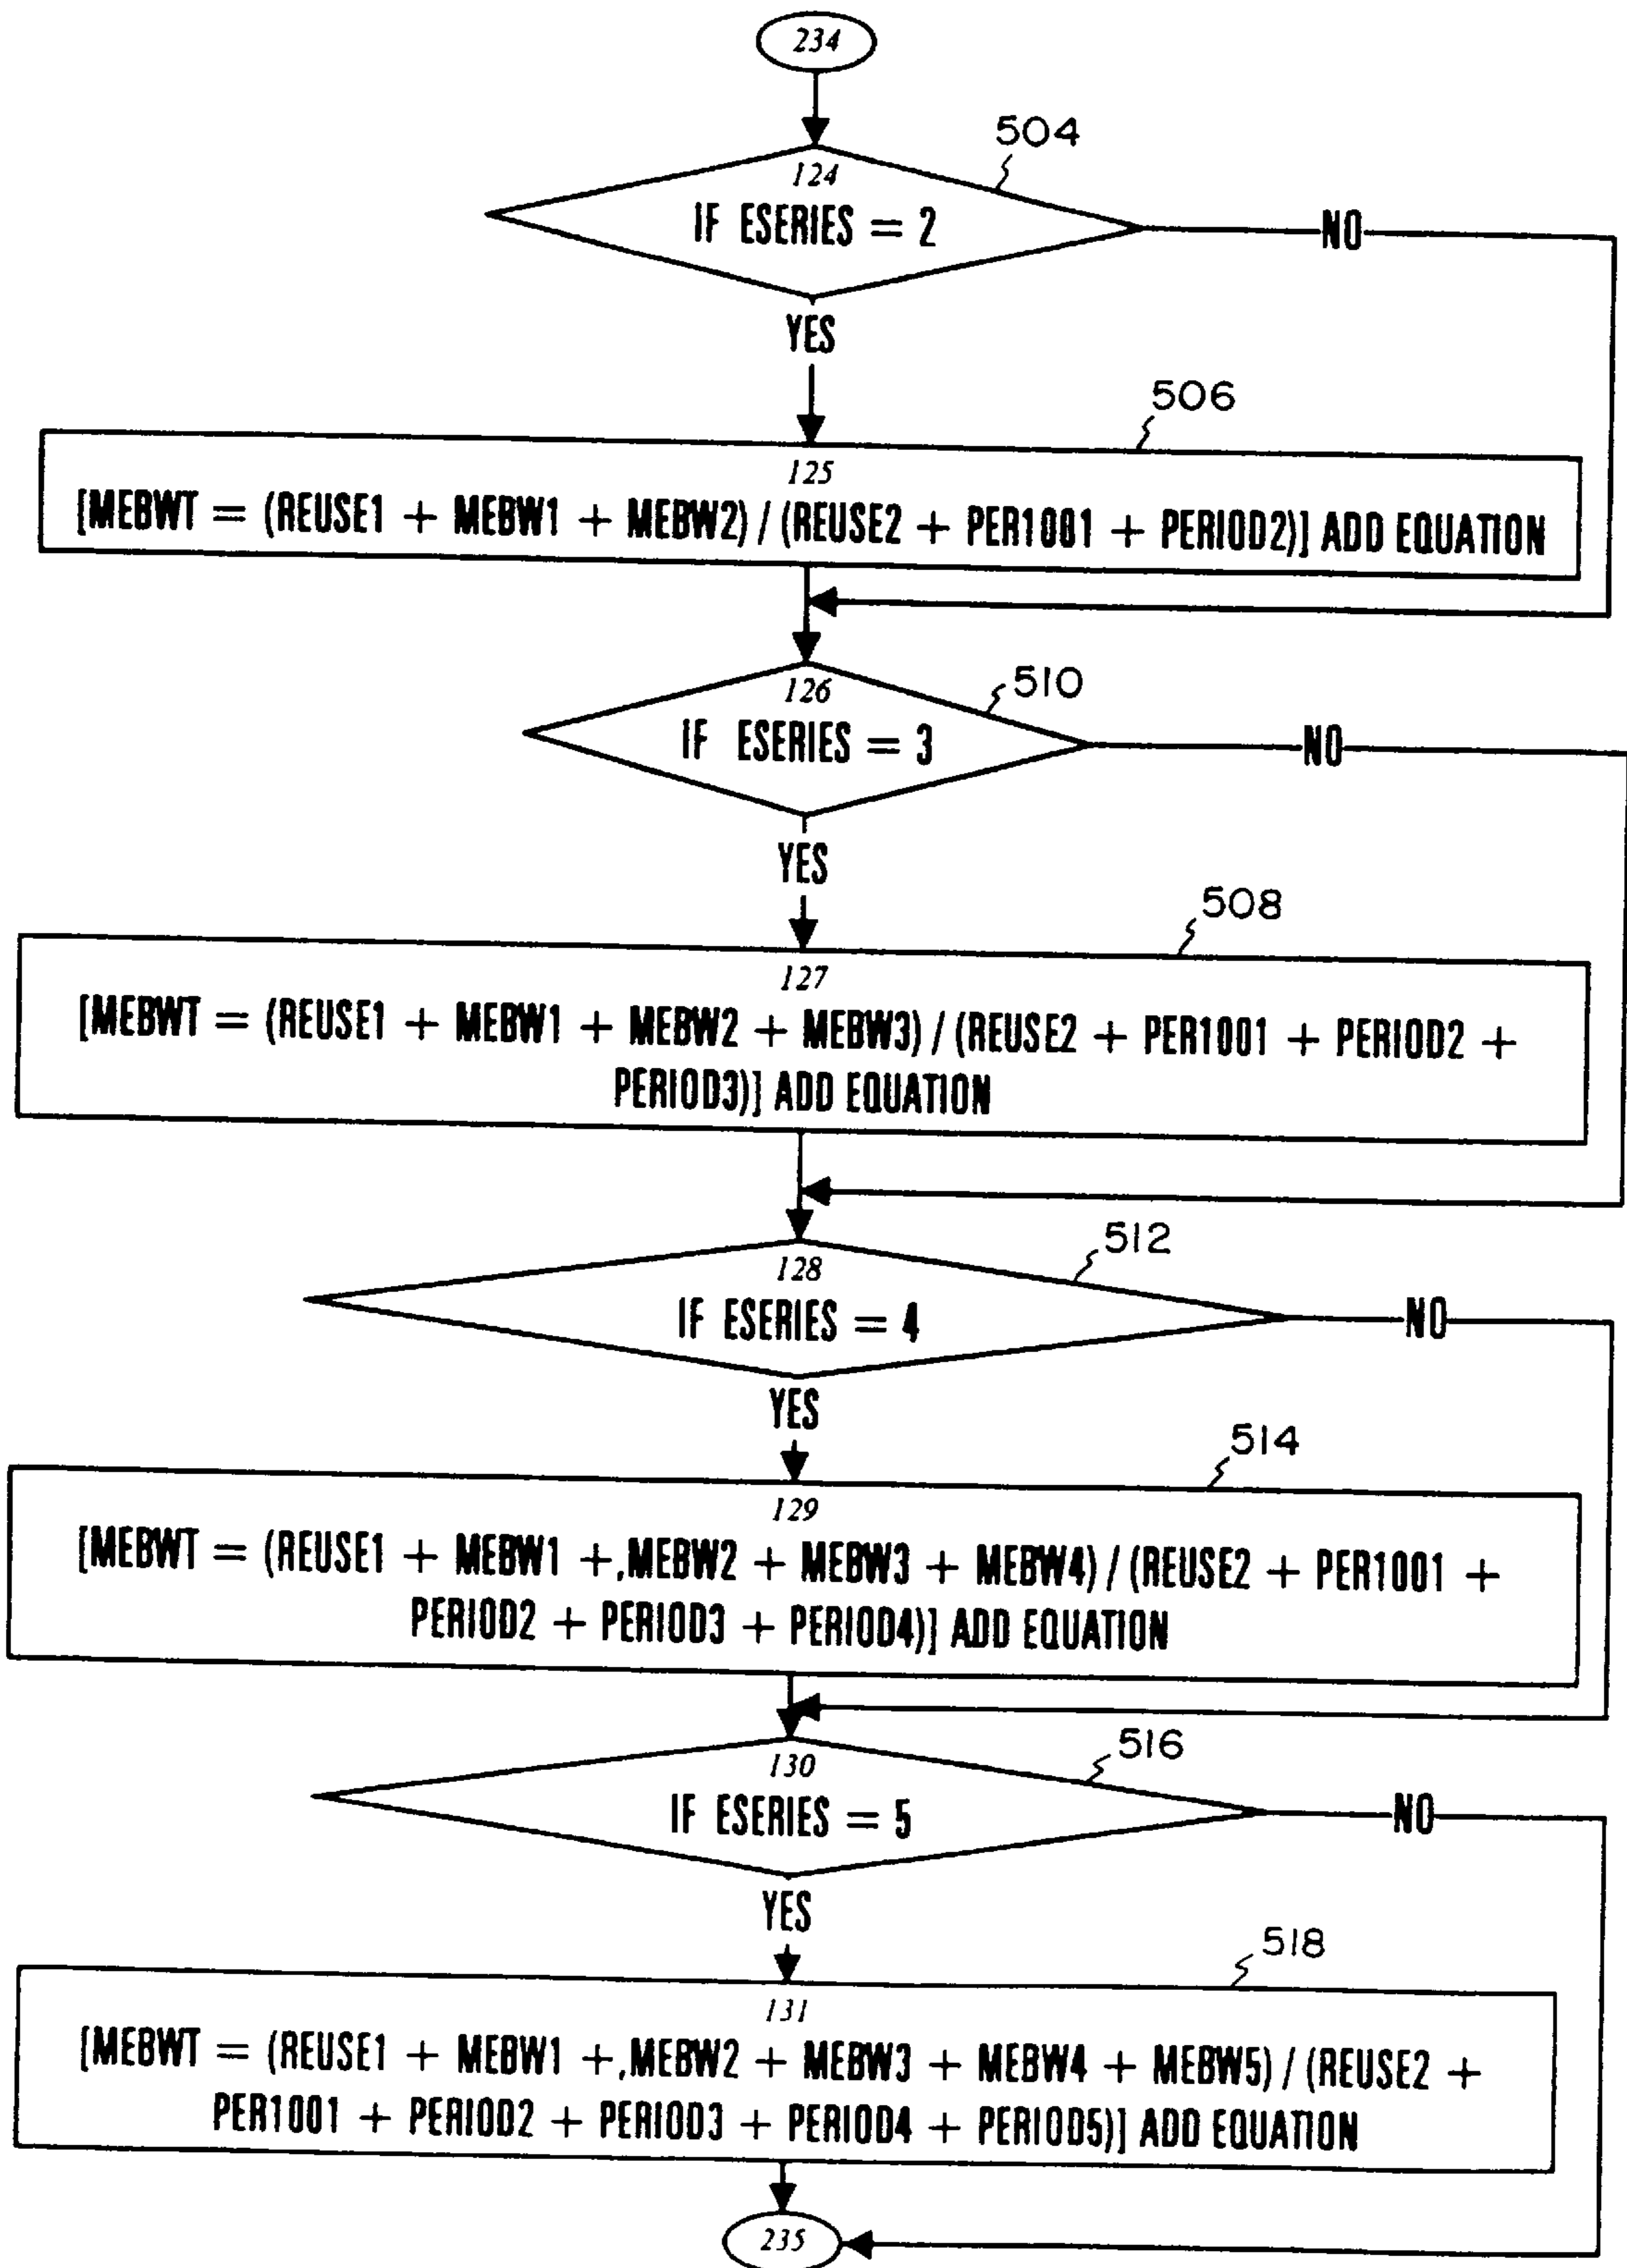 234
504
124
IF ESERIES = 2
NO
YES
506
125
[MEBWT = (REUSE1 + MEBW1 + MEBW2) / (REUSE2 + PER1001 + PERIOD2)] ADD EQUATION
126
510
IF ESERIES = 3
NO
YES
508
127
[MEBWT = (REUSE1 + MEBW1 + MEBW2 + MEBW3) / (REUSE2 + PER1001 + PERIOD2 +
PERIOD3)] ADD EQUATION
512
128
IF ESERIES = 4
NO
YES
514
129
[MEBWT = (REUSE1 + MEBW1 +,MEBW2 + MEBW3 + MEBW4) / (REUSE2 + PER1001 +
PERIOD2 + PERIOD3 + PERIOD4)] ADD EQUATION
516
130
IF ESERIES = 5
NO
YES
518
131
[MEBWT = (REUSE1 + MEBW1 +,MEBW2 + MEBW3 + MEBW4 + MEBW5) / (REUSE2 +
PER1001 + PERIOD2 + PERIOD3 + PERIOD4 + PERIOD5)] ADD EQUATION
235